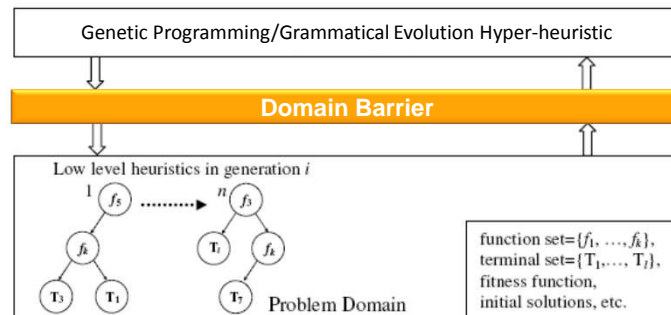 Genetic Programming/Grammatical Evolution Hyper-heuristic
Domain Barrier
Low level heuristics in generation i
1 f5 n f3
fk Tl fk
T3 T1 T7
Problem Domain
function set={f1, …,fk},
terminal set={T1,…, Tl},
fitness function,
initial solutions, etc.